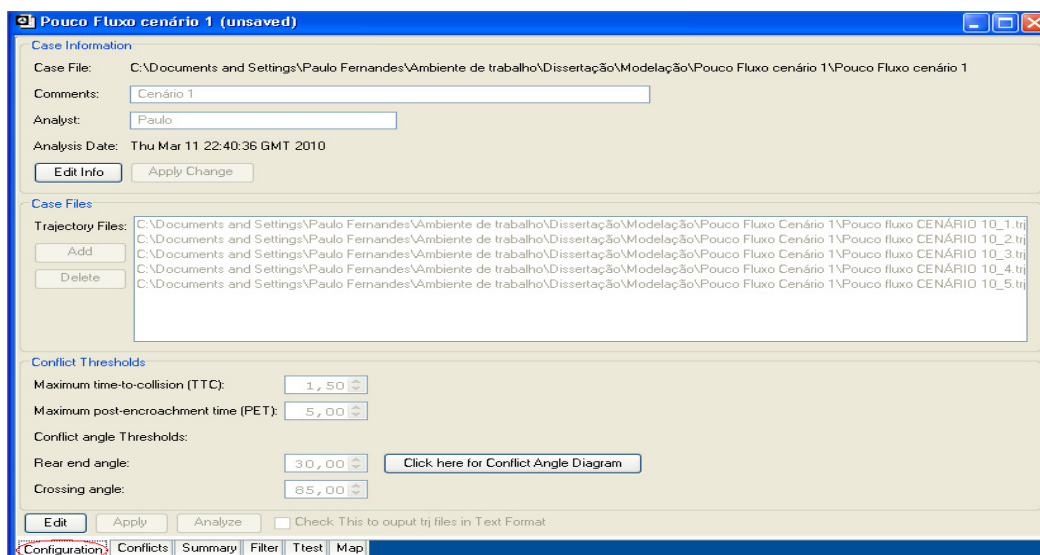 Pouco Fluxo cenário 1 (unsaved)
Case Information
Case File: C:\Documents and Settings\Paulo Fernandes\Ambiente de trabalho\Dissertação\Modelação\Pouco Fluxo cenário 1\Pouco Fluxo cenário 1
Comments: Cenário 1
Analyst: Paulo
Analysis Date: Thu Mar 11 22:40:36 GMT 2010
Edit Info Apply Change
Case Files
Trajectory Files: C:\Documents and Settings\Paulo Fernandes\Ambiente de trabalho\Dissertação\Modelação\Pouco Fluxo Cenário 1\Pouco fluxo CENÁRIO 10_1.trj
C:\Documents and Settings\Paulo Fernandes\Ambiente de trabalho\Dissertação\Modelação\Pouco Fluxo Cenário 1\Pouco fluxo CENÁRIO 10_2.trj
Add
C:\Documents and Settings\Paulo Fernandes\Ambiente de trabalho\Dissertação\Modelação\Pouco Fluxo Cenário 1\Pouco fluxo CENÁRIO 10_3.trj
C:\Documents and Settings\Paulo Fernandes\Ambiente de trabalho\Dissertação\Modelação\Pouco Fluxo Cenário 1\Pouco fluxo CENÁRIO 10_4.trj
Delete
C:\Documents and Settings\Paulo Fernandes\Ambiente de trabalho\Dissertação\Modelação\Pouco Fluxo Cenário 1\Pouco fluxo CENÁRIO 10_5.trj
Conflict Thresholds
Maximum time-to-collision (TTC): 1,50
Maximum post-encroachment time (PET): 5,00
Conflict angle Thresholds:
Rear end angle: 30,00 Click here for Conflict Angle Diagram
Crossing angle: 85,00
Edit Apply Analyze Check This to ouput trj files in Text Format
Configuration Conflicts Summary Filter Ttest Map